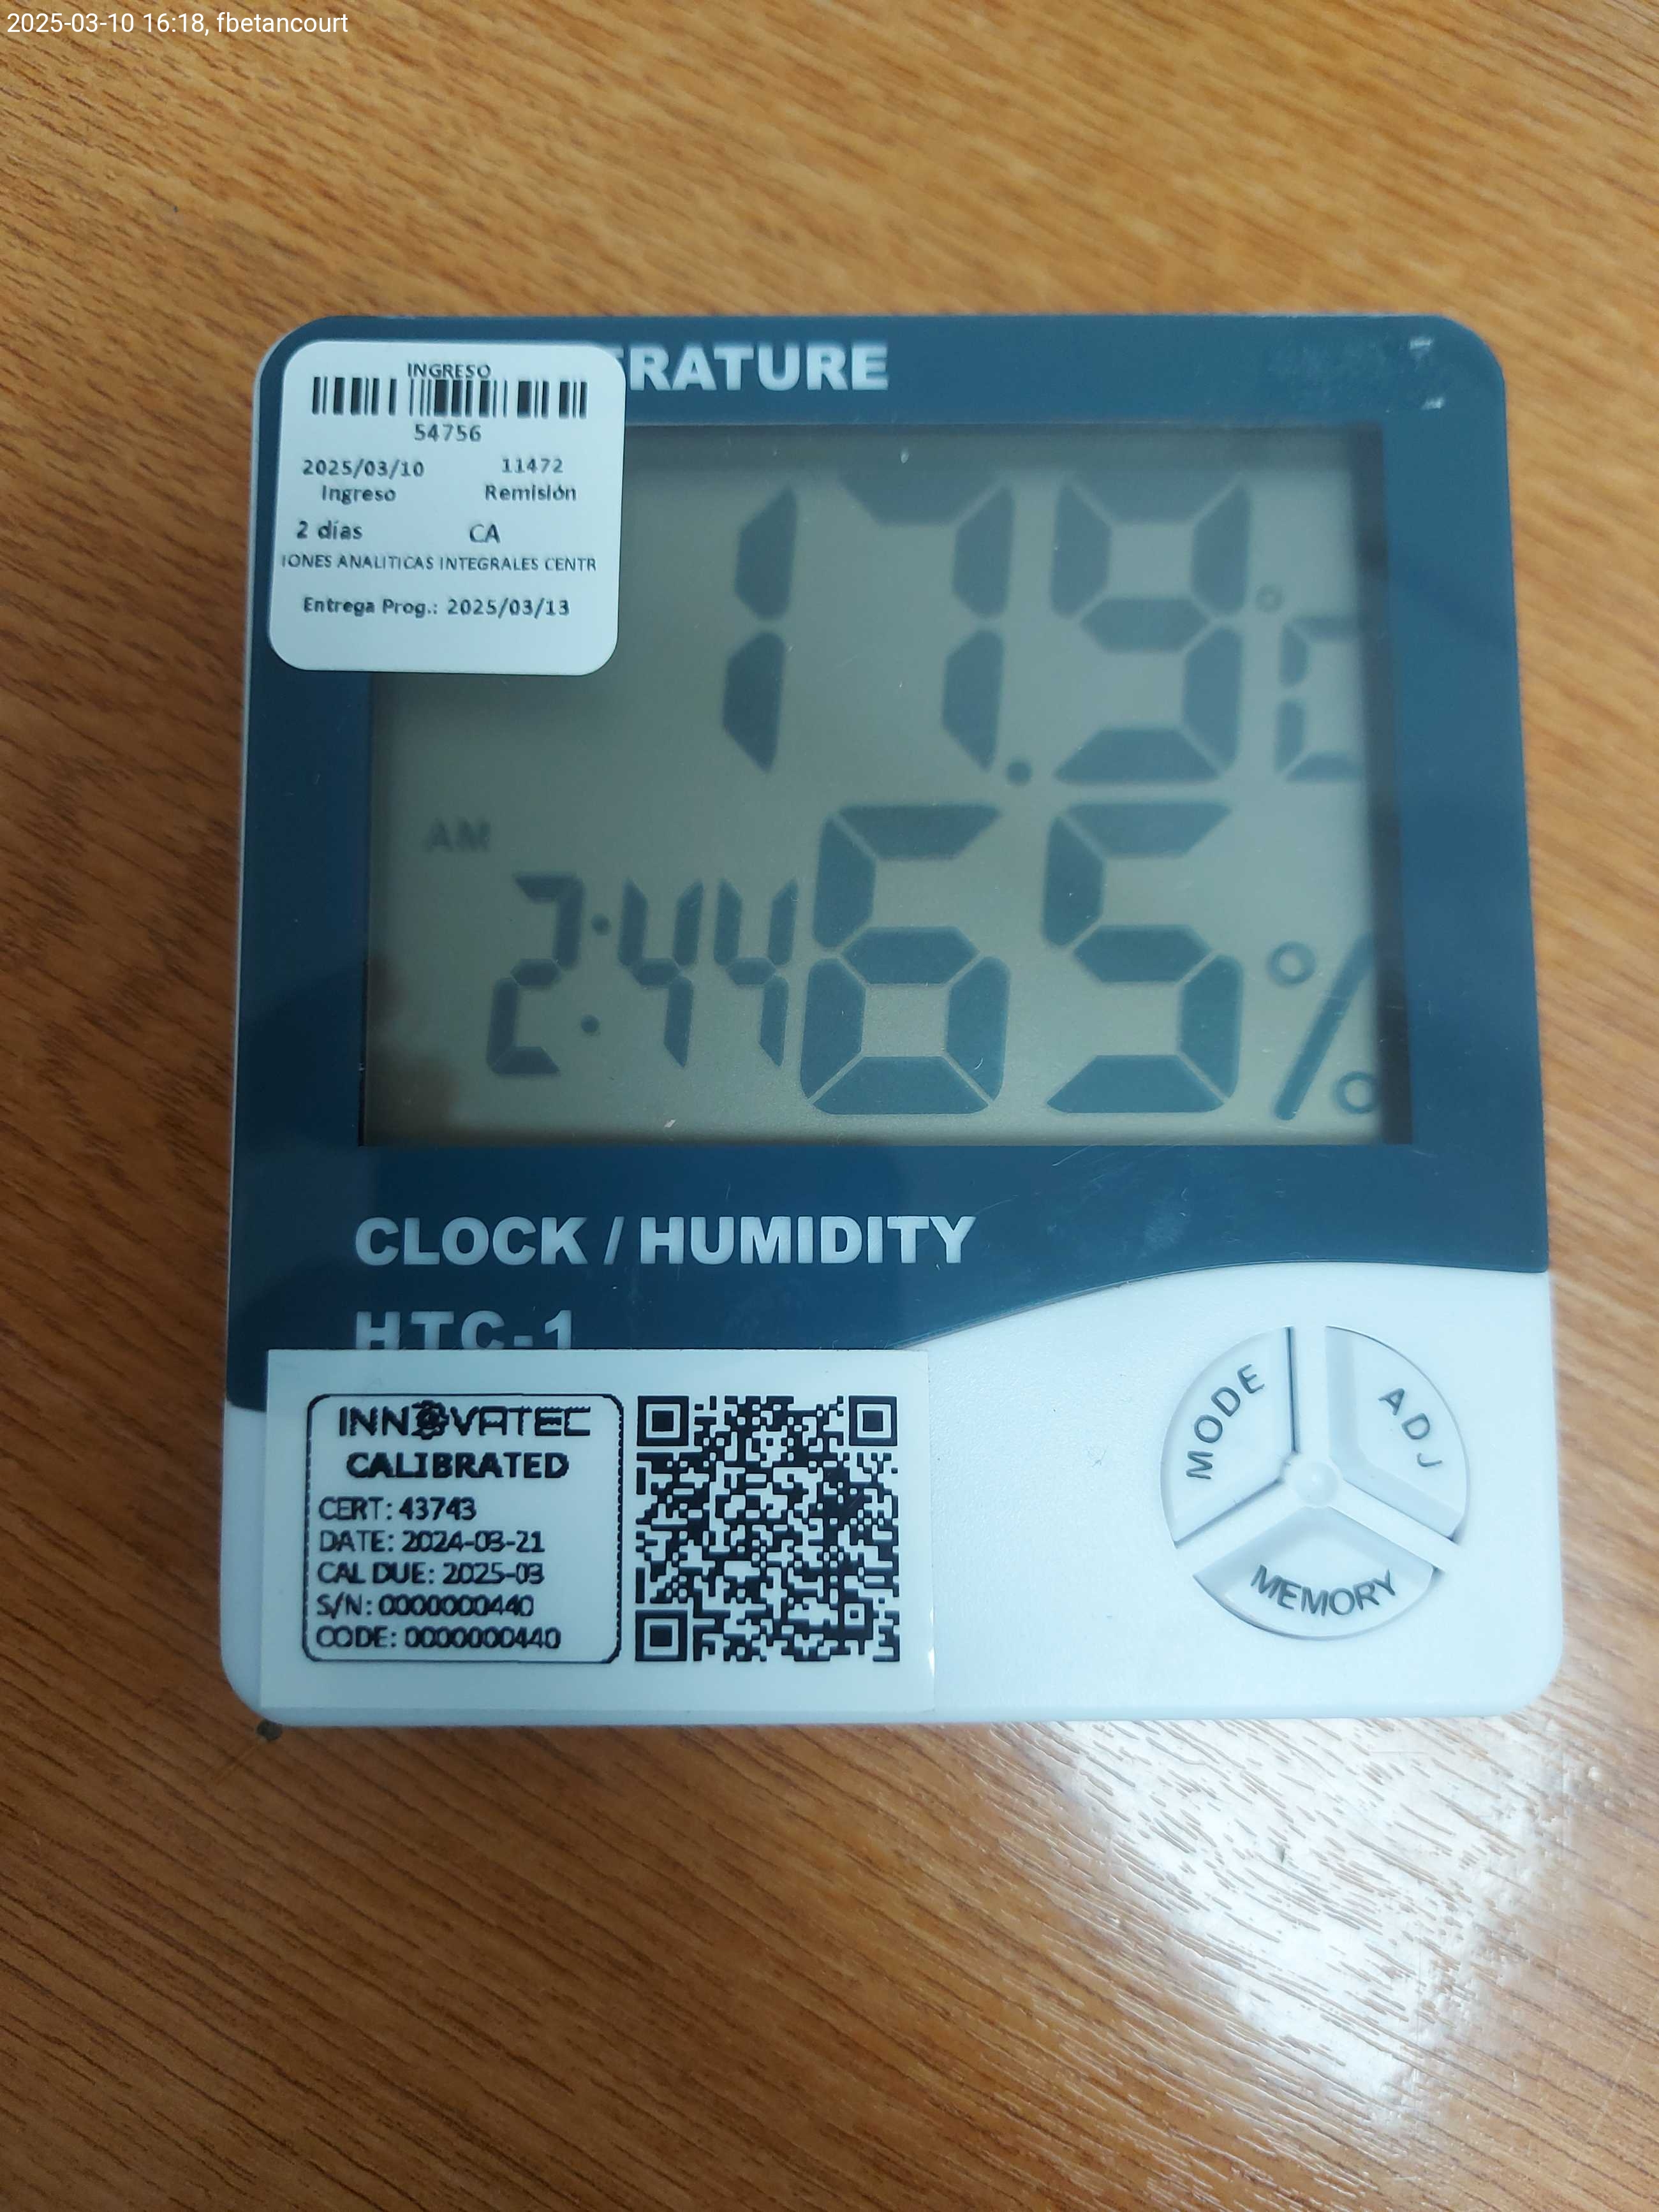 2025-03-10 16:18, fbetancourt
ERATURE
INGRESO
54756
2025/03/10 11472
Ingreso Remisión
2 días CA
IONES ANALITICAS INTEGRALES CENTR
Entrega Prog.: 2025/03/13
17.9 °C
AM
2:44 65 %
CLOCK / HUMIDITY
HTC-1
INNOVATEC
CALIBRATED
CERT: 43743
DATE: 2024-03-21
CAL DUE: 2025-03
S/N: 0000000440
CODE: 0000000440
MODE
ADJ
MEMORY